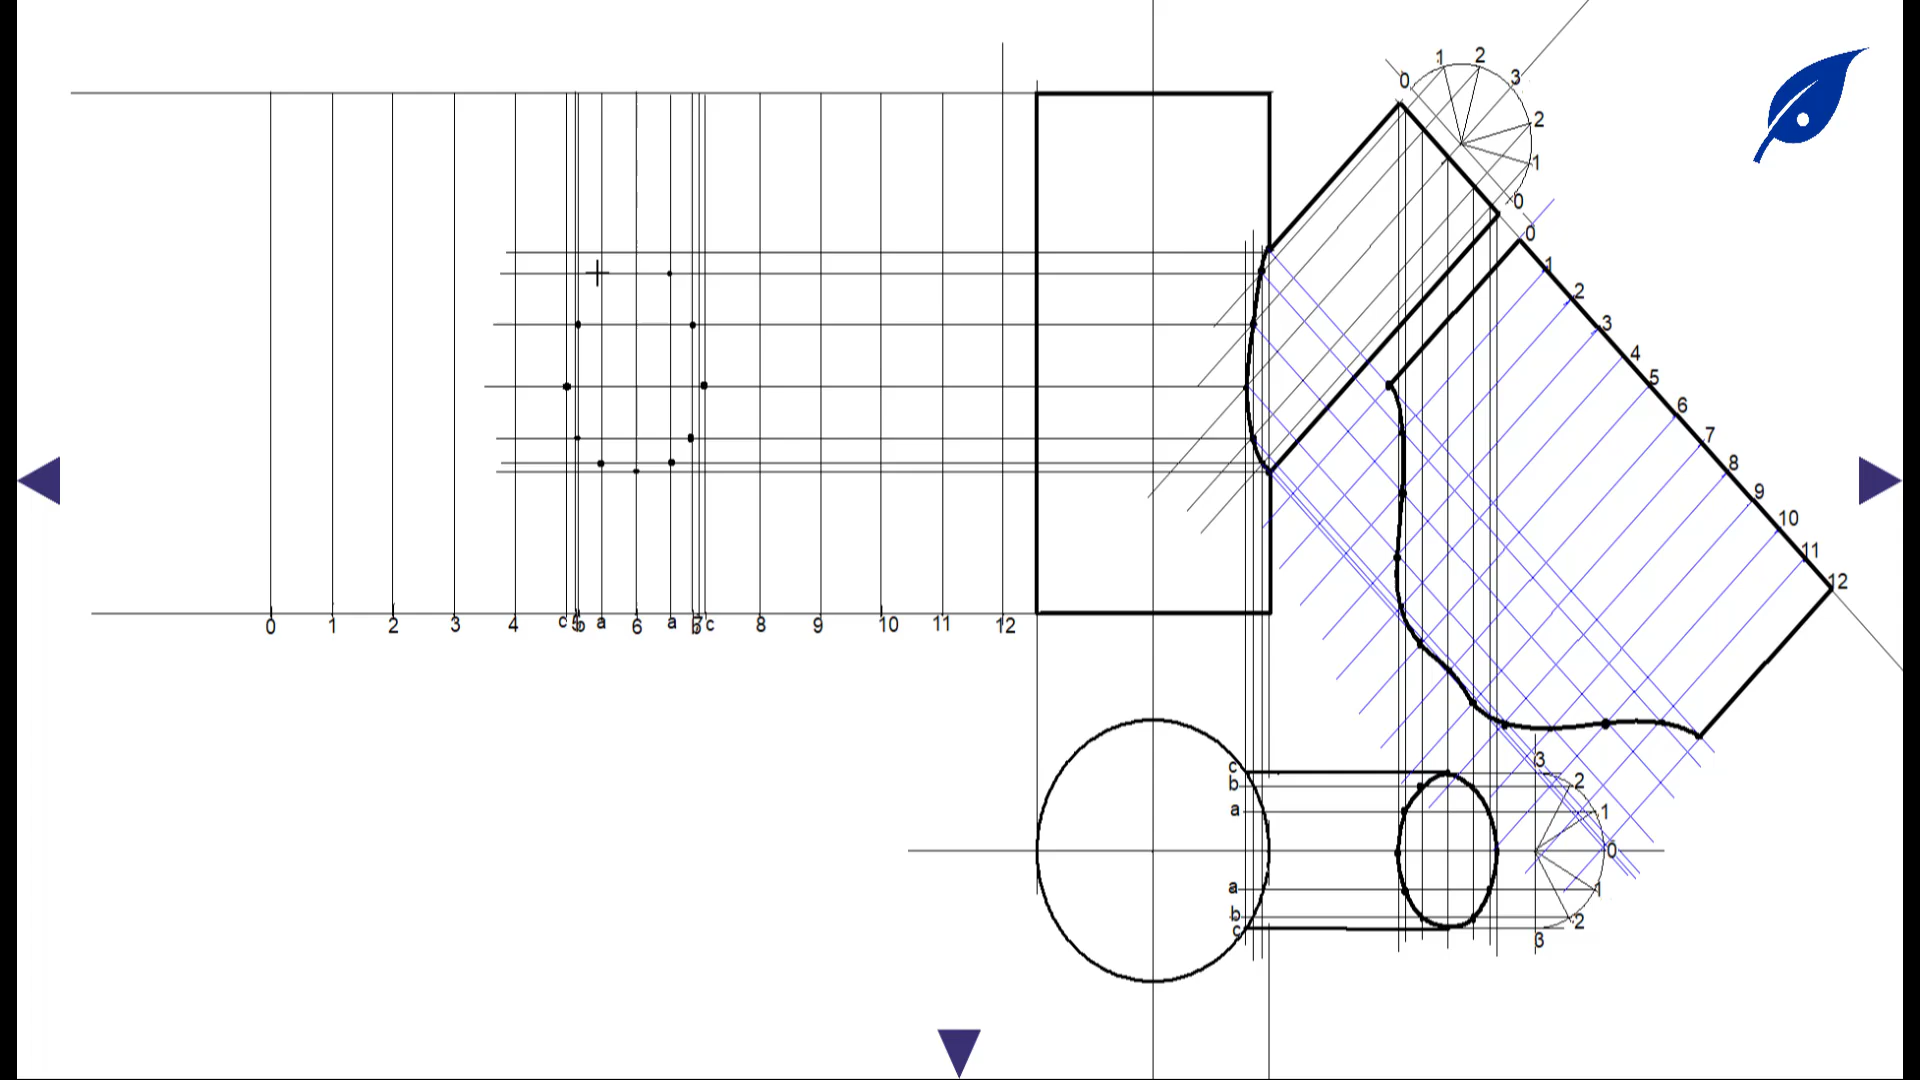 0 1 2 3 2 1 0
0 1 2 3 4 5 6 7 8 9 10 11 12
0 1 2 3 4 c b a 6 a 7 c 8 9 10 11 12
c b a a b c
3 2 1 0 1 2 3